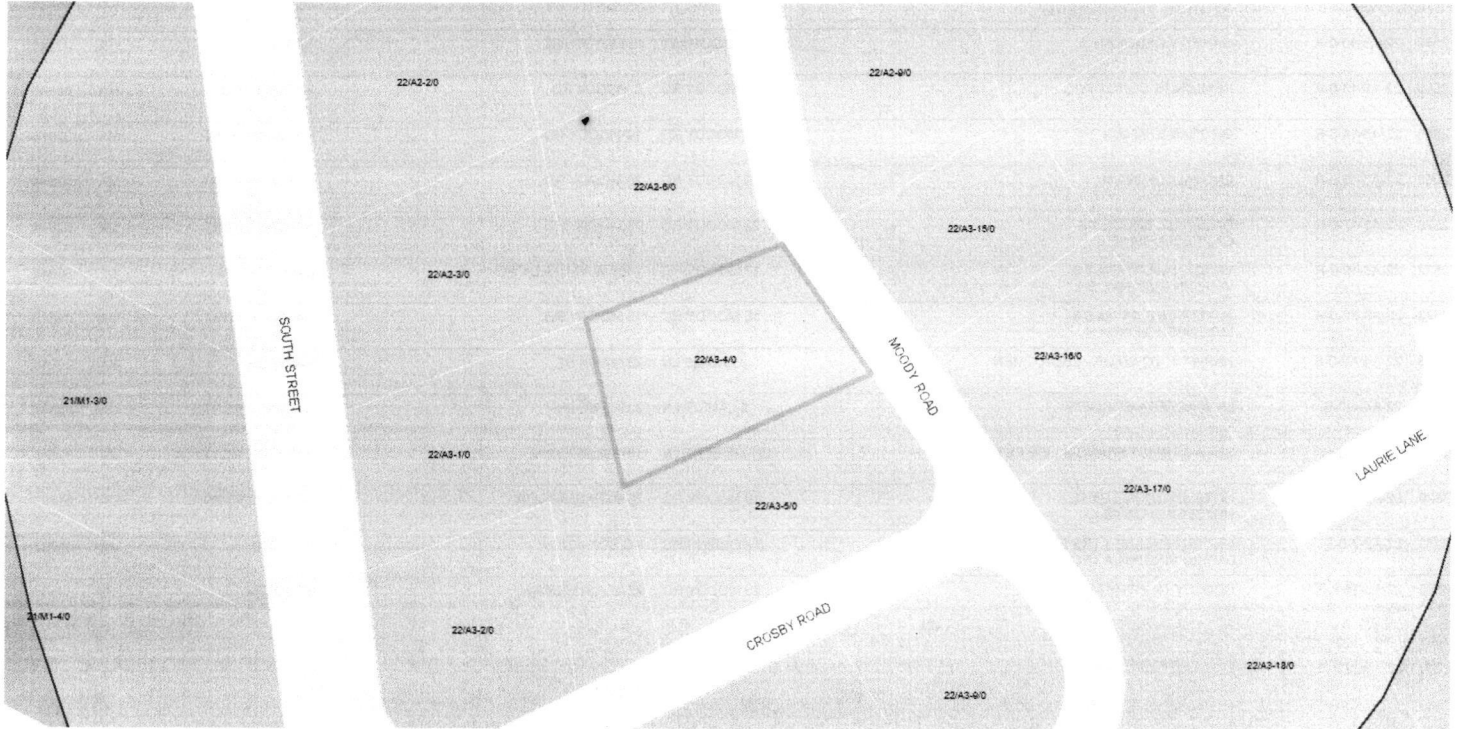 22/A2-2/0
22/A2-9/0
22/A2-6/0
22/A3-15/0
22/A2-3/0
SOUTH STREET
22/A3-4/0
MOODY ROAD
22/A3-16/0
21/M1-3/0
22/A3-1/0
LAURIE LANE
22/A3-17/0
22/A3-5/0
21/M1-4/0
22/A3-2/0
CROSBY ROAD
22/A3-18/0
22/A3-9/0